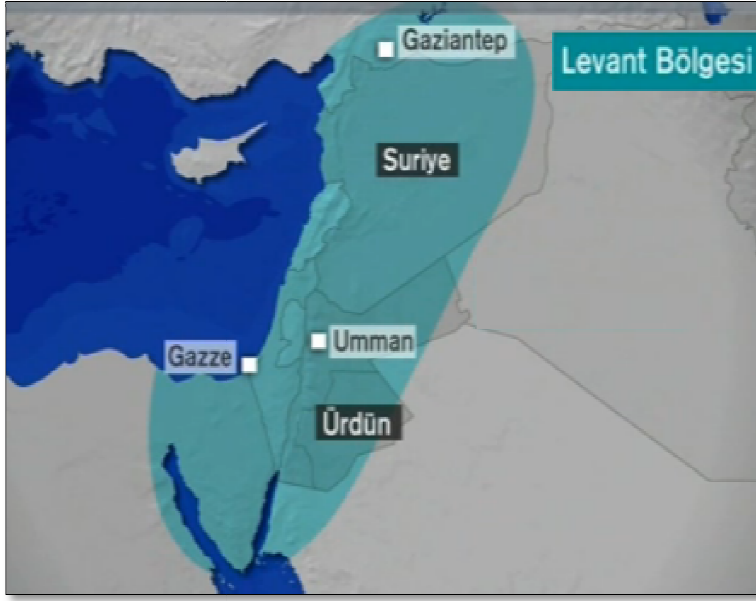 Gaziantep
Levant Bölgesi
Suriye
Umman
Gazze
Ürdün